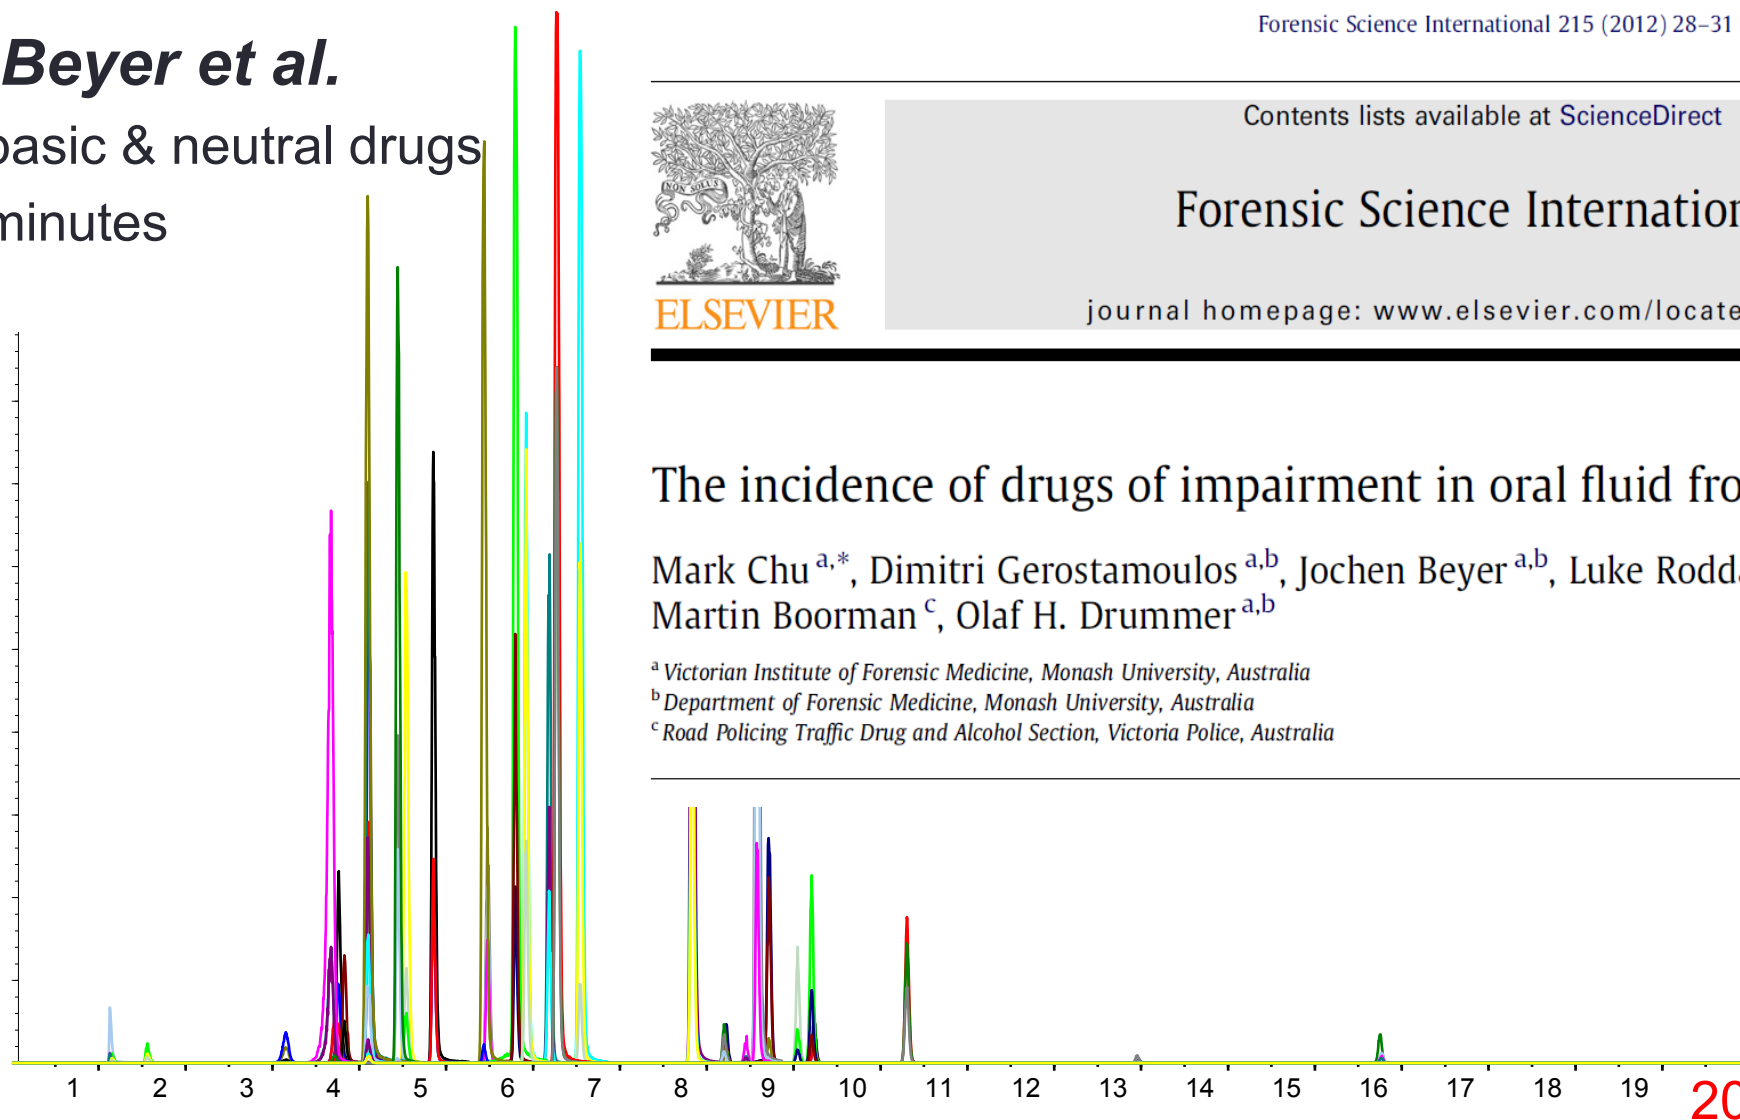 Beyer et al.
basic & neutral drugs
minutes
Forensic Science International 215 (2012) 28–31
Contents lists available at ScienceDirect
NON SOLUS
ELSEVIER
Forensic Science Internation
journal homepage: www.elsevier.com/locate
The incidence of drugs of impairment in oral fluid fro
Mark Chu a,*, Dimitri Gerostamoulos a,b, Jochen Beyer a,b, Luke Rodda
Martin Boorman c, Olaf H. Drummer a,b
a Victorian Institute of Forensic Medicine, Monash University, Australia
b Department of Forensic Medicine, Monash University, Australia
c Road Policing Traffic Drug and Alcohol Section, Victoria Police, Australia
1 2 3 4 5 6 7 8 9 10 11 12 13 14 15 16 17 18 19 20